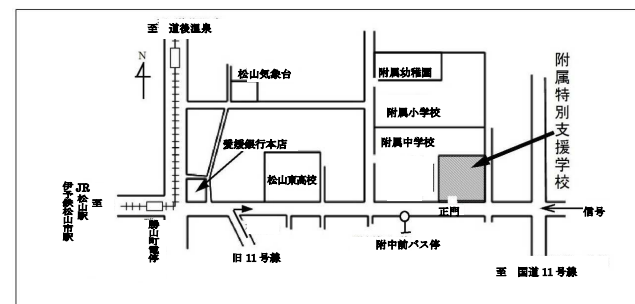 至 道後温泉
N
松山気象台
附属幼稚園
附属小学校
附属中学校
附属特別支援学校
愛媛銀行本店
松山東高校
至
JR松山駅
伊予鉄松山市駅
勝山町電停
正門
信号
旧11号線
附中前バス停
至 国道11号線